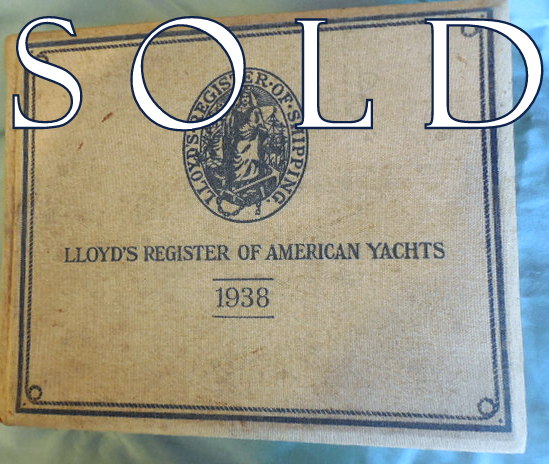 SOLD
LLOYD'S·REGISTER·OF·SHIPPING.
LLOYD'S REGISTER OF AMERICAN YACHTS
1938